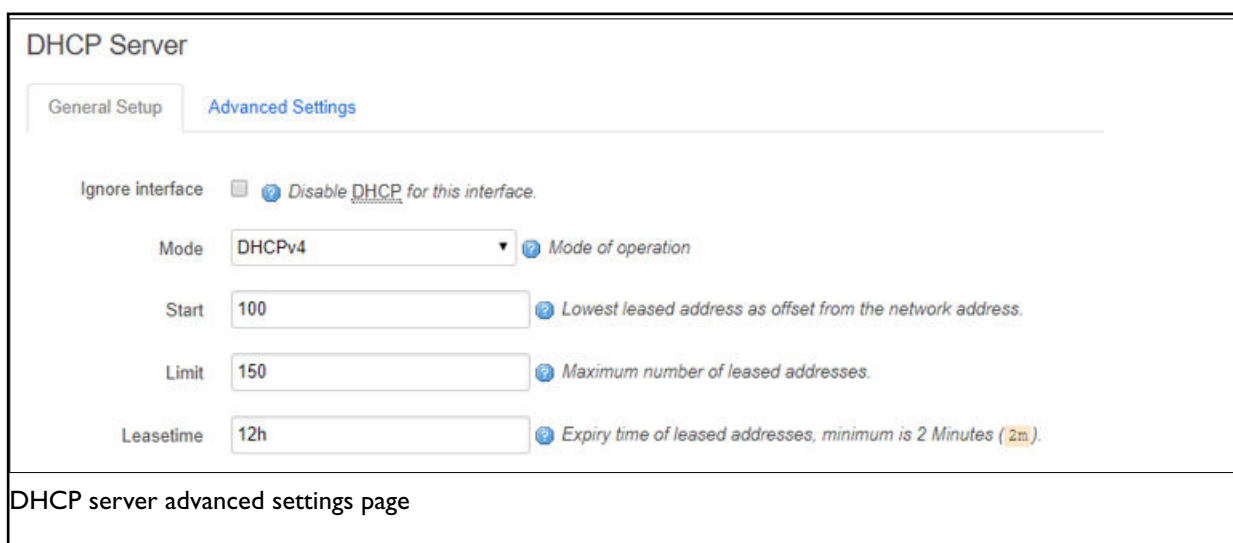 DHCP Server
General Setup Advanced Settings
Ignore interface Disable DHCP for this interface.
Mode DHCPv4 Mode of operation
Start 100 Lowest leased address as offset from the network address.
Limit 150 Maximum number of leased addresses.
Leasetime 12h Expiry time of leased addresses, minimum is 2 Minutes ( 2m ).
DHCP server advanced settings page